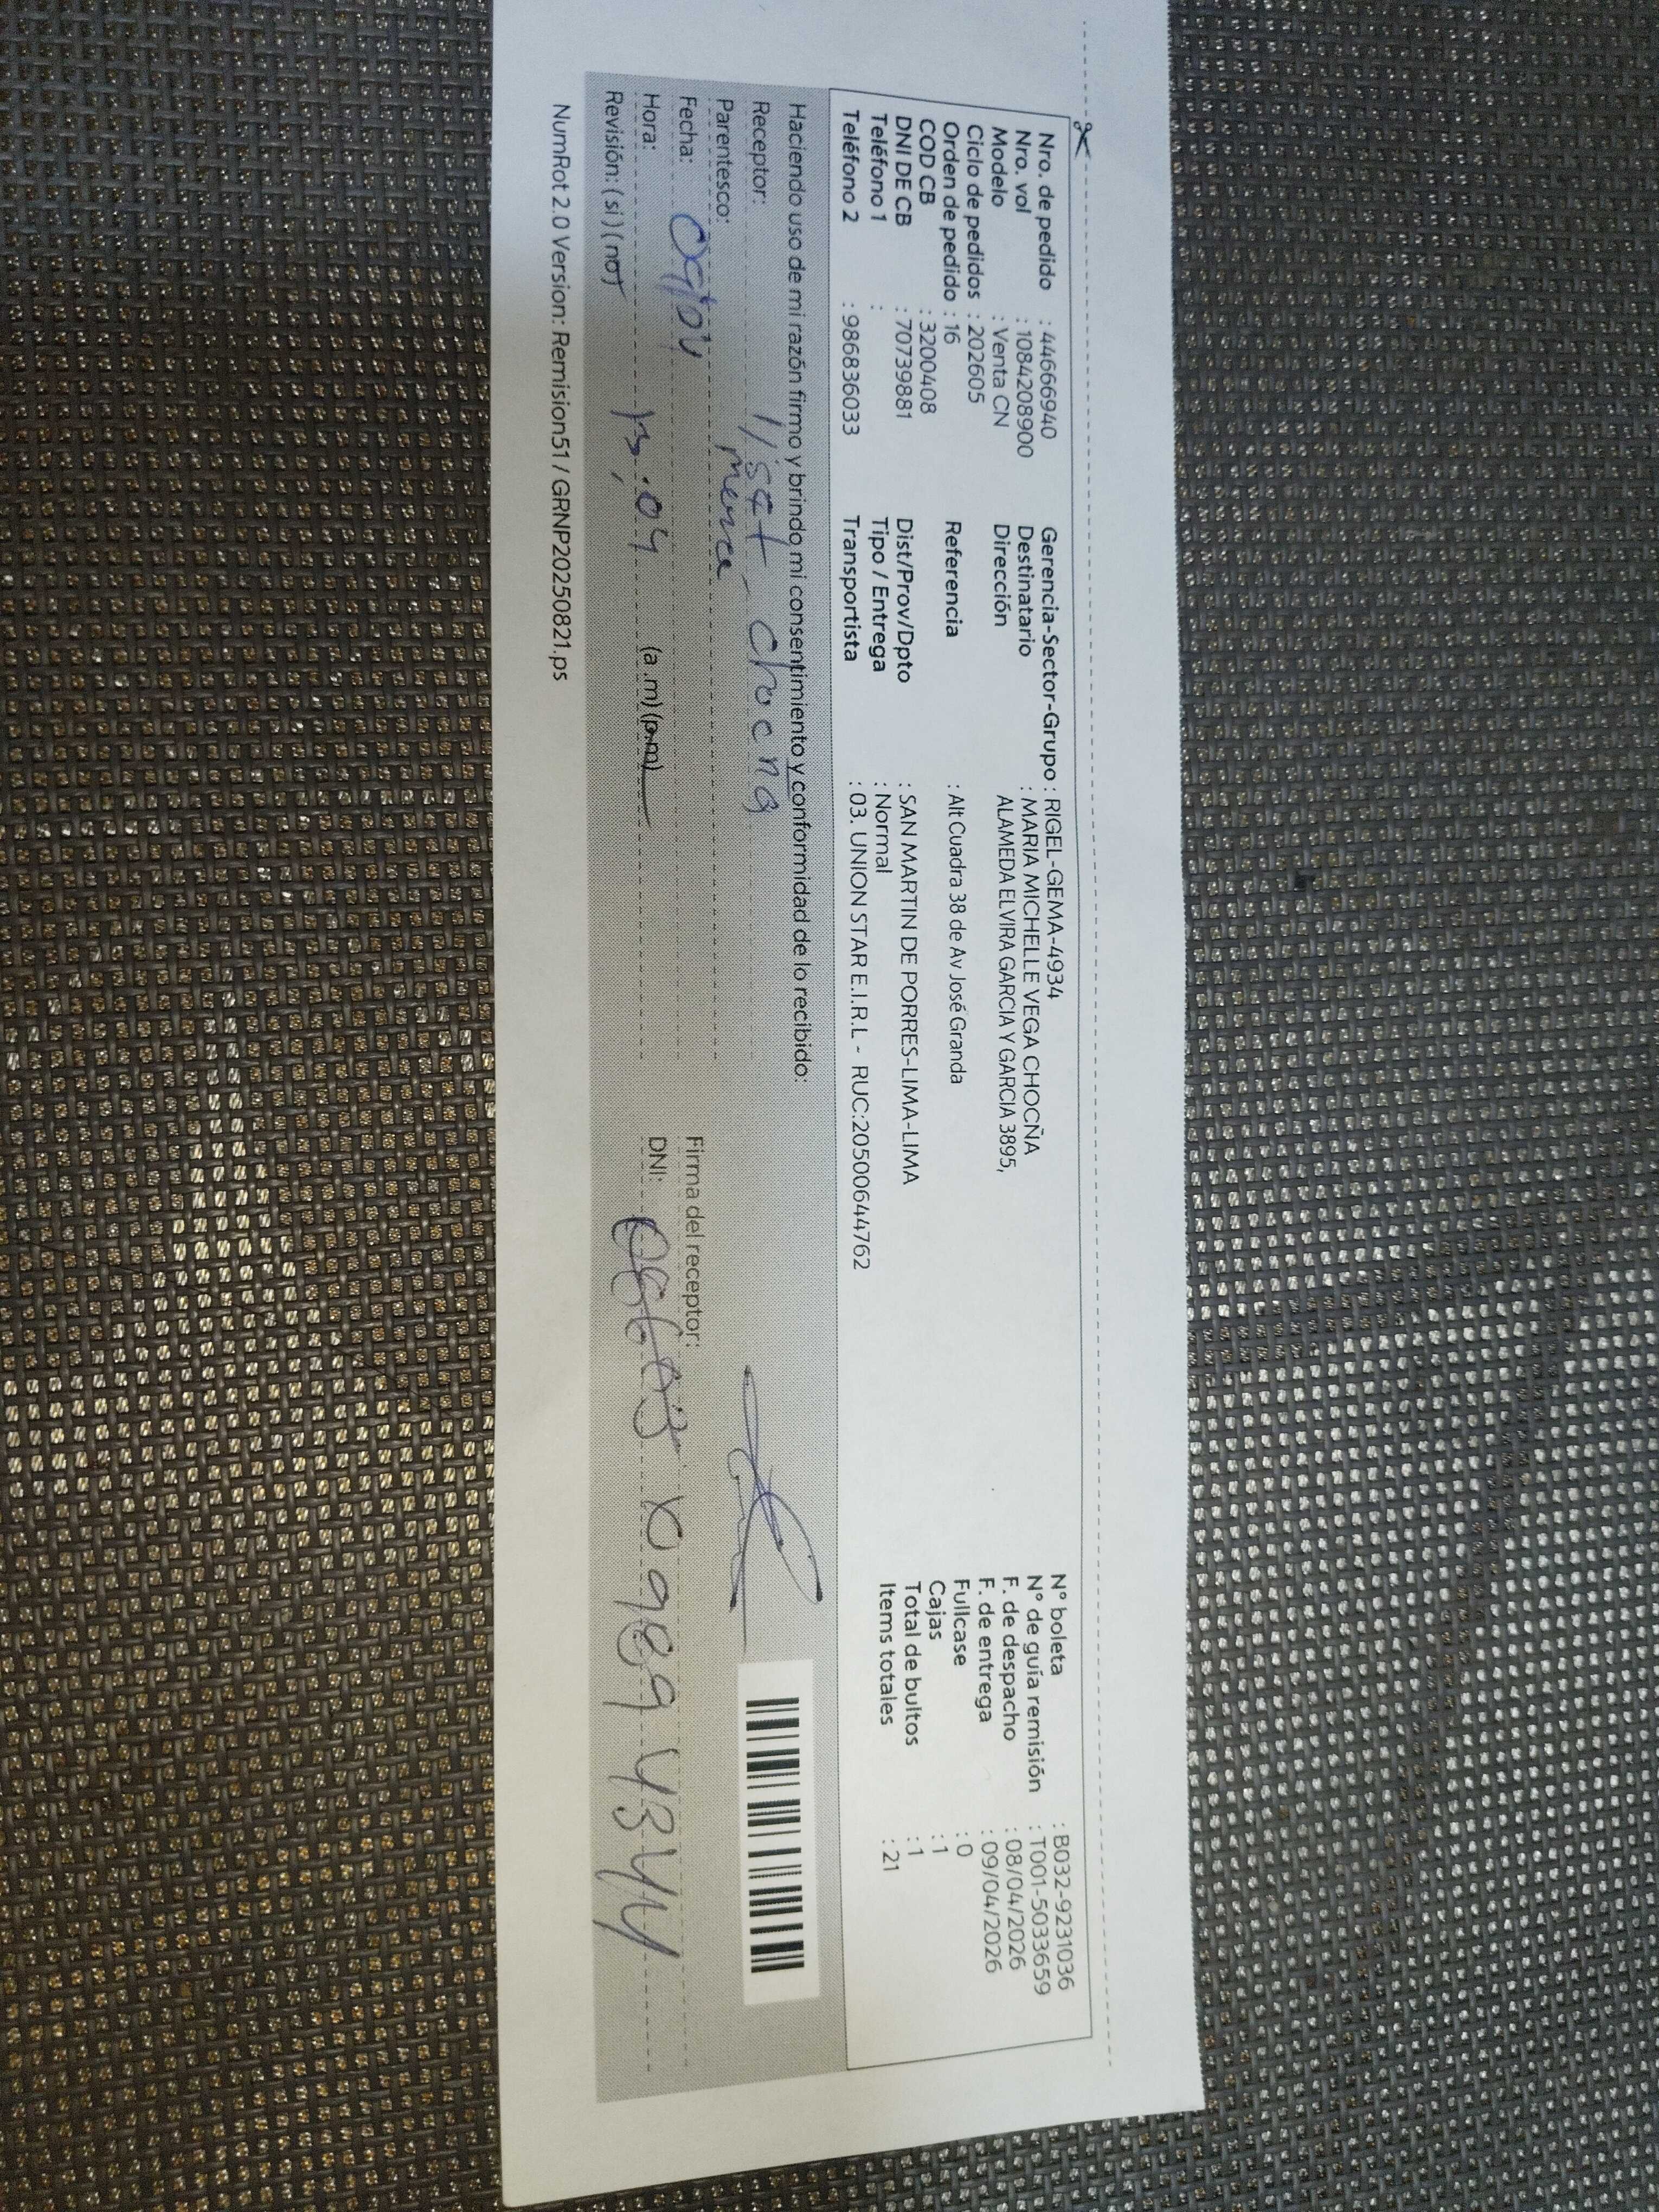 Nro. de pedido : 44666940 Gerencia-Sector-Grupo : RIGEL-GEMA-4934 N° boleta : B032-9231036
Nro. vol : 1084208900 Destinatario : MARIA MICHELLE VEGA CHOCÑA N° de guía remisión : T001-5033659
Modelo : Venta CN Dirección ALAMEDA ELVIRA GARCIA Y GARCIA 3895, F. de despacho : 08/04/2026
Ciclo de pedidos : 202605 F. de entrega : 09/04/2026
Orden de pedido : 16 Referencia : Alt Cuadra 38 de Av José Granda Fullcase : 0
COD CB : 3200408 Cajas : 1
DNI DE CB : 70739881 Dist/Prov/Dpto : SAN MARTIN DE PORRES-LIMA-LIMA Total de bultos : 1
Teléfono 1 : Tipo / Entrega : Normal Items totales : 21
Teléfono 2 : 986836033 Transportista : 03. UNION STAR E.I.R.L - RUC:20500644762
Haciendo uso de mi razón firmo y brindo mi consentimiento y conformidad de lo recibido:
Receptor:
Parentesco:
Fecha: Firma del receptor:
Hora: (a.m) (p.m) DNI:
Revisión: (si) (no)
NumRot 2.0 Version: Remision51 / GRNP20250821.ps